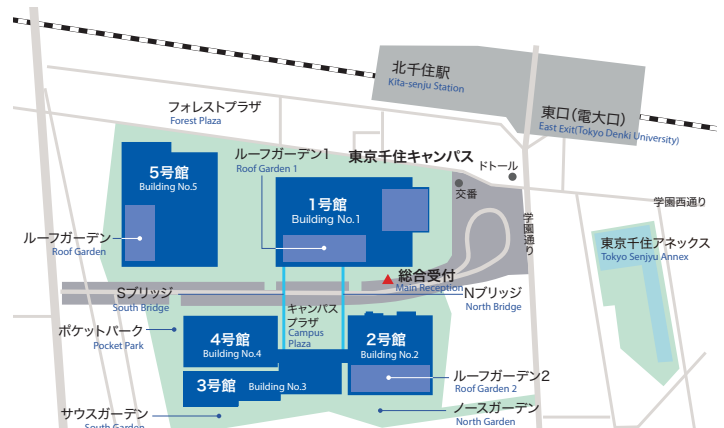 北千住駅
Kita-senju Station
東口(電大口)
East Exit(Tokyo Denki University)
フォレストプラザ
Forest Plaza
ルーフガーデン1
Roof Garden 1
東京千住キャンパス
ドトール
交番
5号館
Building No.5
1号館
Building No.1
学園西通り
学園通り
ルーフガーデン
Roof Garden
東京千住アネックス
Tokyo Senjyu Annex
総合受付
Main Reception
Sブリッジ
South Bridge
Nブリッジ
North Bridge
キャンパス
プラザ
Campus
Plaza
ポケットパーク
Pocket Park
4号館
Building No.4
2号館
Building No.2
3号館
Building No.3
ルーフガーデン2
Roof Garden 2
サウスガーデン
South Garden
ノースガーデン
North Garden